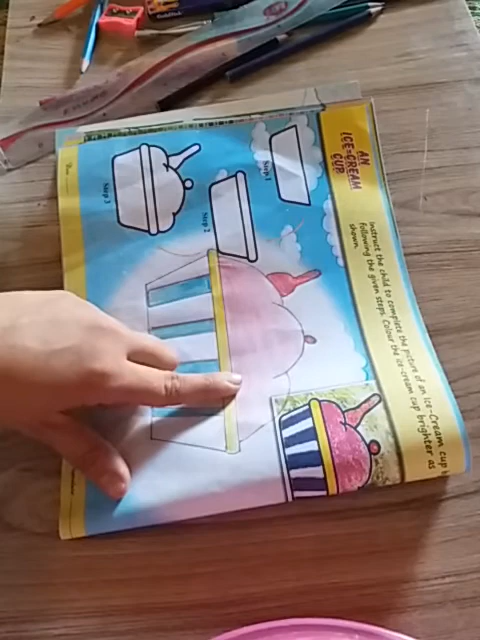 AN
ICE-CREAM
CUP
Instruct the child to complete the picture of an Ice-Cream cup
following the given steps. Colour the ice-cream cup brighter as
shown.
Step 1
Step 2
Step 3